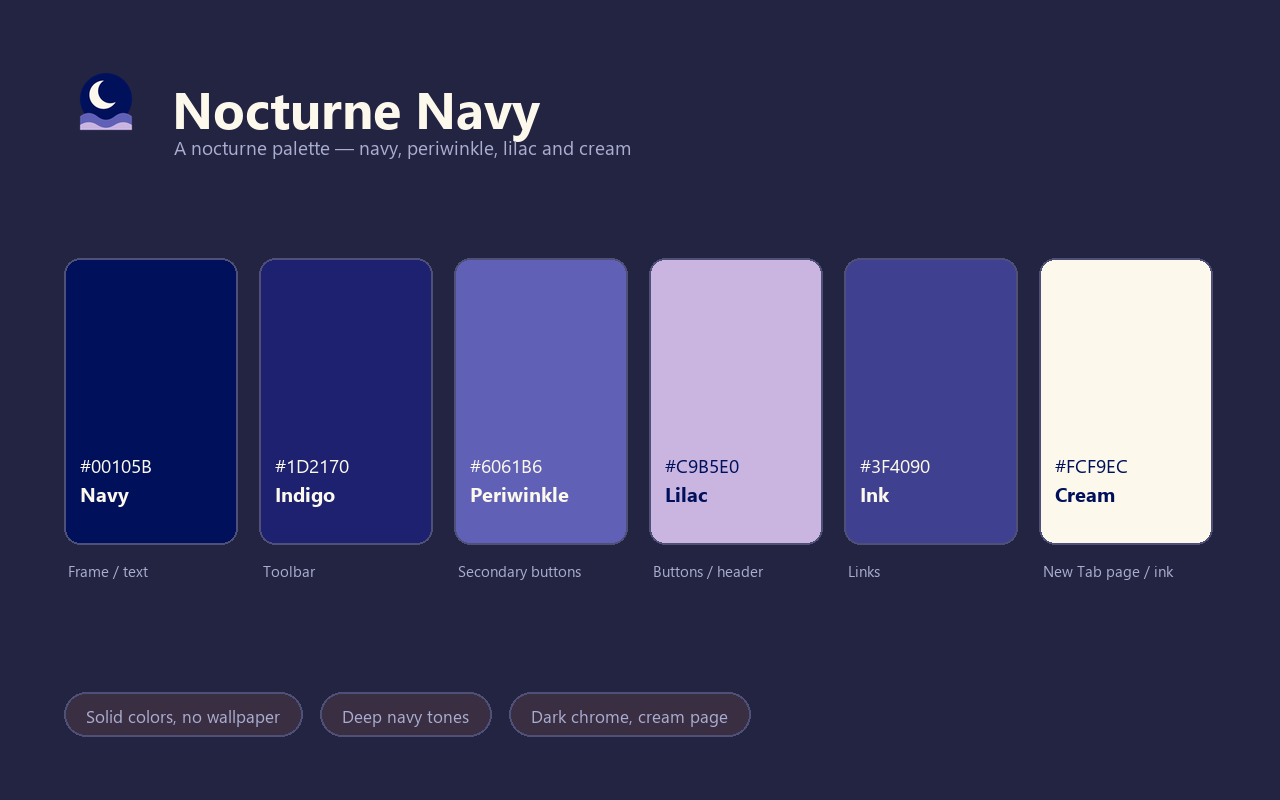 Nocturne Navy
A nocturne palette — navy, periwinkle, lilac and cream
#00105B
Navy
Frame / text
#1D2170
Indigo
Toolbar
#6061B6
Periwinkle
Secondary buttons
#C9B5E0
Lilac
Buttons / header
#3F4090
Ink
Links
#FCF9EC
Cream
New Tab page / ink
Solid colors, no wallpaper
Deep navy tones
Dark chrome, cream page